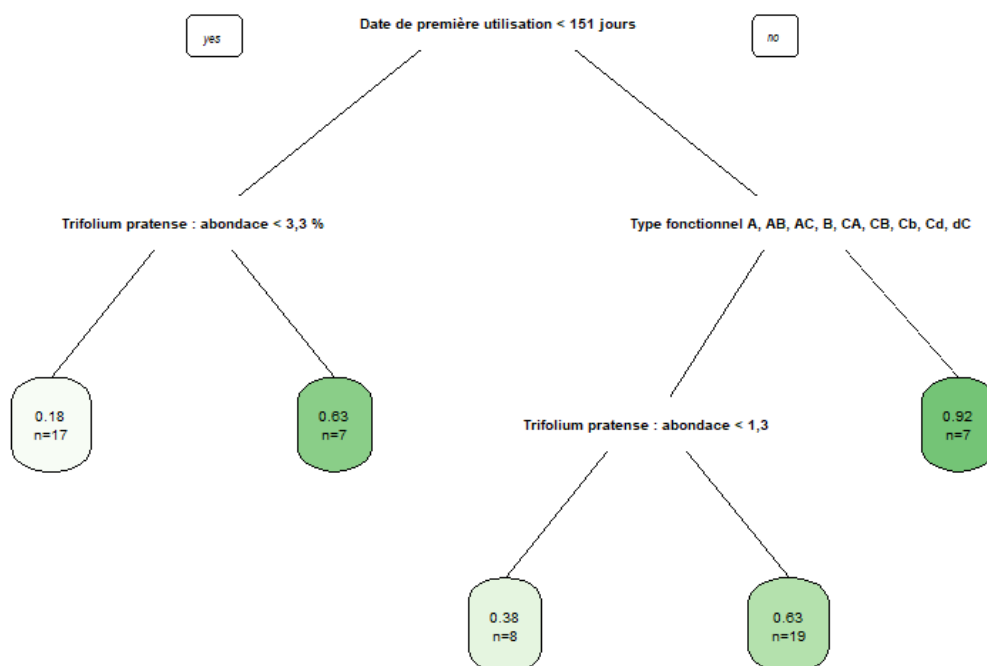 Date de première utilisation < 151 jours
yes
no
Trifolium pratense : abondace < 3,3 %
Type fonctionnel A, AB, AC, B, CA, CB, Cb, Cd, dC
0.18
n=17
0.63
n=7
Trifolium pratense : abondace < 1,3
0.92
n=7
0.38
n=8
0.63
n=19